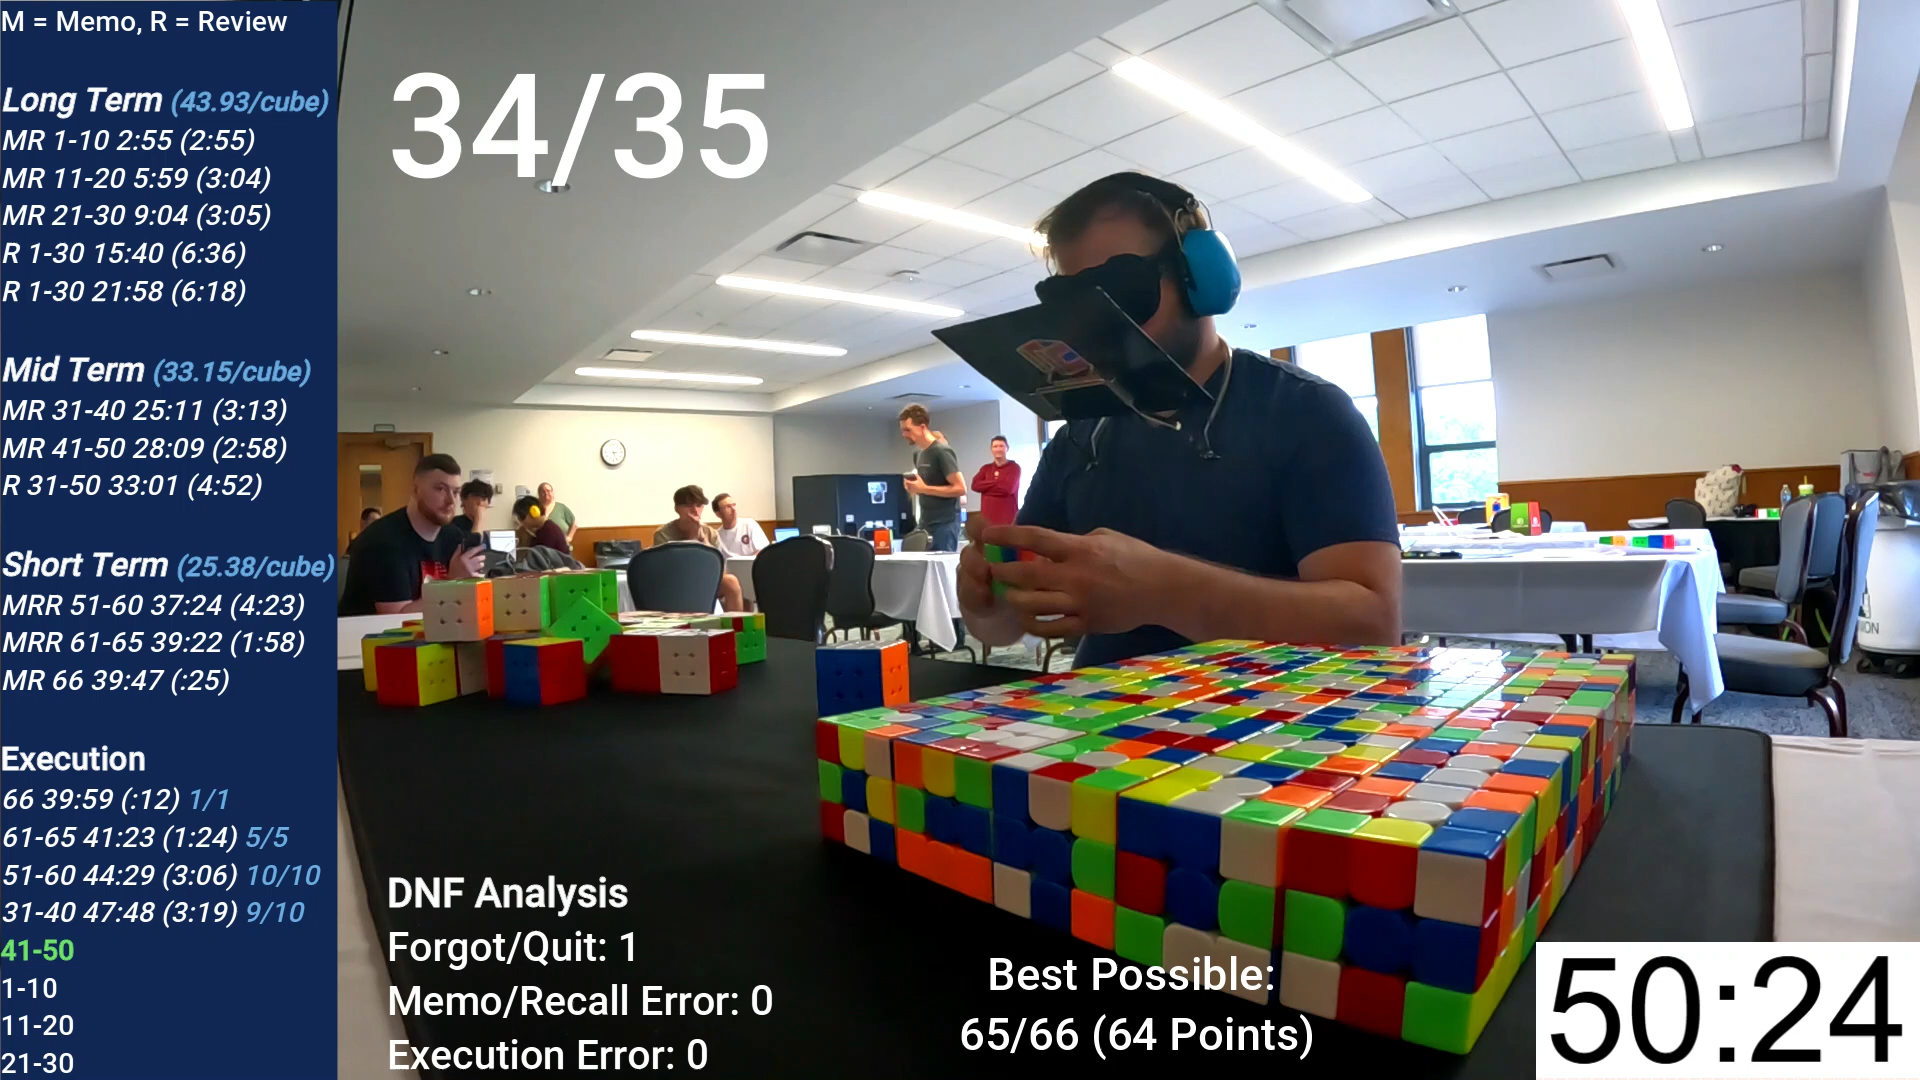 M = Memo, R = Review
Long Term (43.93/cube)
MR 1-10 2:55 (2:55)
MR 11-20 5:59 (3:04)
MR 21-30 9:04 (3:05)
R 1-30 15:40 (6:36)
R 1-30 21:58 (6:18)
Mid Term (33.15/cube)
MR 31-40 25:11 (3:13)
MR 41-50 28:09 (2:58)
R 31-50 33:01 (4:52)
Short Term (25.38/cube)
MRR 51-60 37:24 (4:23)
MRR 61-65 39:22 (1:58)
MR 66 39:47 (:25)
Execution
66 39:59 (:12) 1/1
61-65 41:23 (1:24) 5/5
51-60 44:29 (3:06) 10/10
31-40 47:48 (3:19) 9/10
41-50
1-10
11-20
21-30
34/35
DNF Analysis
Forgot/Quit: 1
Memo/Recall Error: 0
Execution Error: 0
Best Possible:
65/66 (64 Points)
50:24